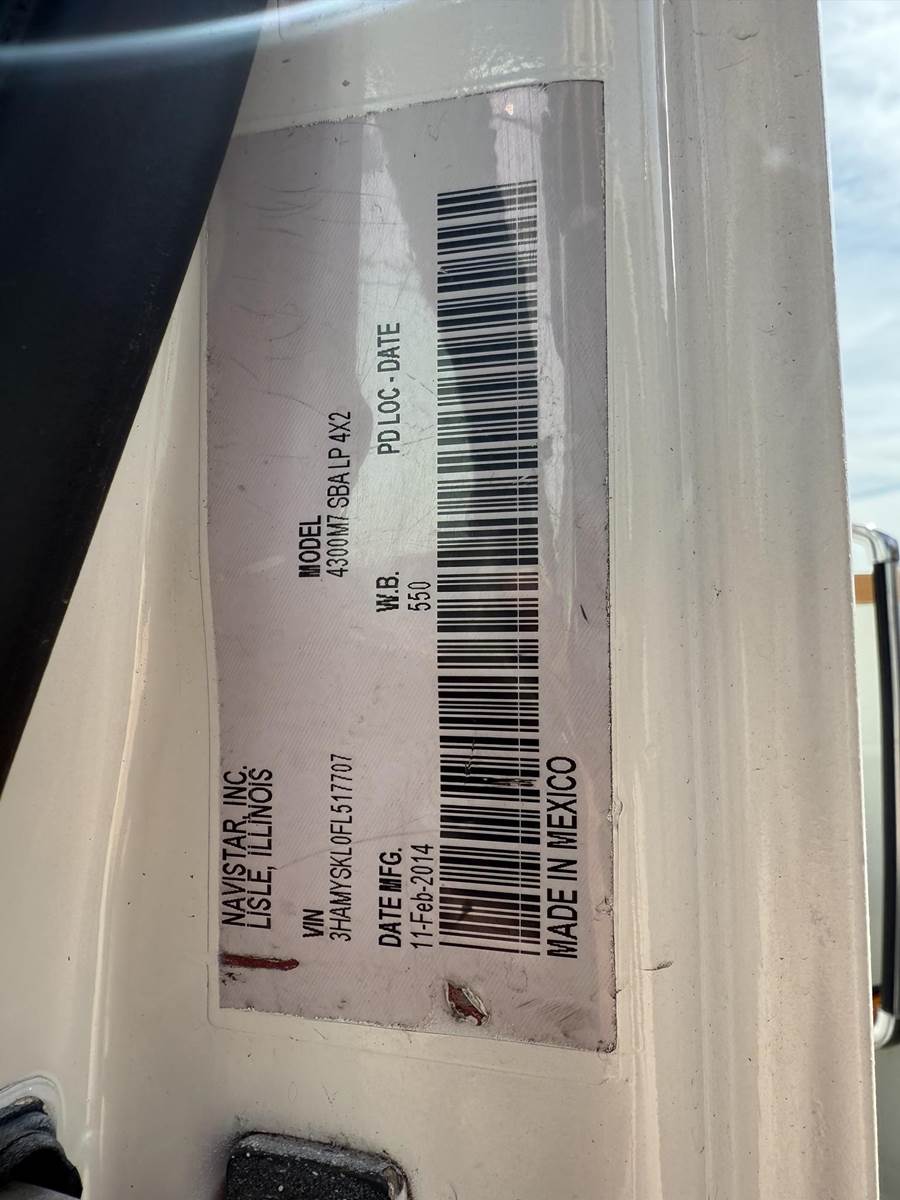 NAVISTAR, INC.
LISLE, ILLINOIS
VIN
3HAMYSKL0FL517707
MODEL
4300M7 SBA LP 4X2
DATE MFG.
11-Feb-2014
W.B.
550
PD LOC - DATE
MADE IN MEXICO